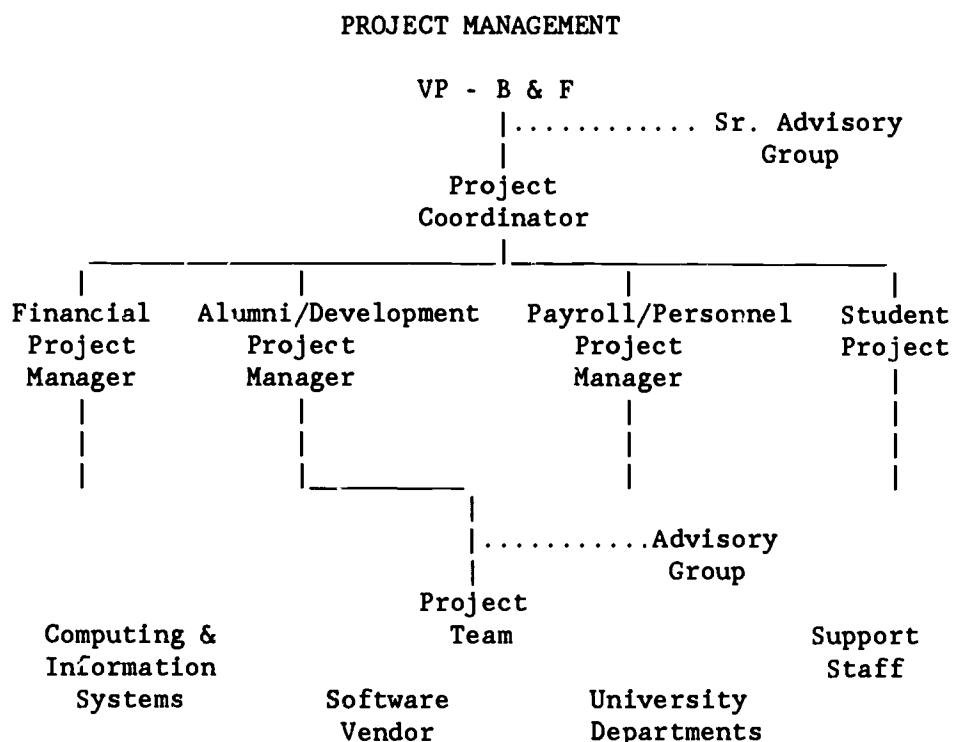 PROJECT MANAGEMENT
VP - B & F
Sr. Advisory
Group
Project
Coordinator
Financial Alumni/Development Payroll/Personnel Student
Project Project Project Project
Manager Manager Manager
Advisory
Group
Project
Computing & Team Support
Information Staff
Systems Software University
Vendor Departments